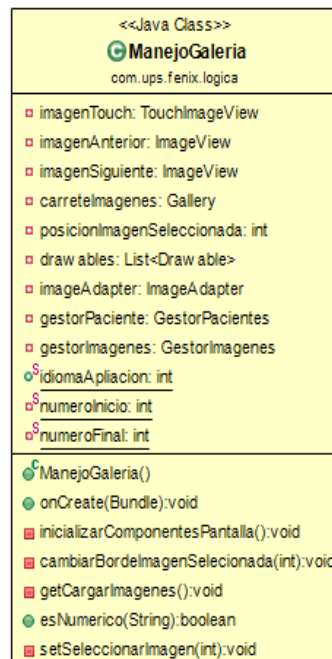 <<Java Class>>
ManejoGaleria
com.ups.fenix.logica
imagenTouch: TouchImageView
imagenAnterior: ImageView
imagenSiguiente: ImageView
carreteImagenes: Gallery
posicionImagenSeleccionada: int
drawables: List<Drawable>
imageAdapter: ImageAdapter
gestorPaciente: GestorPacientes
gestorImagenes: GestorImagenes
S idiomaApliacion: int
S numeroInicio: int
S numeroFinal: int
C ManejoGaleria()
onCreate(Bundle):void
inicializarComponentesPantalla():void
cambiarBordeImagenSelecionada(int):void
getCargarImagenes():void
esNumerico(String):boolean
setSeleccionarImagen(int):void